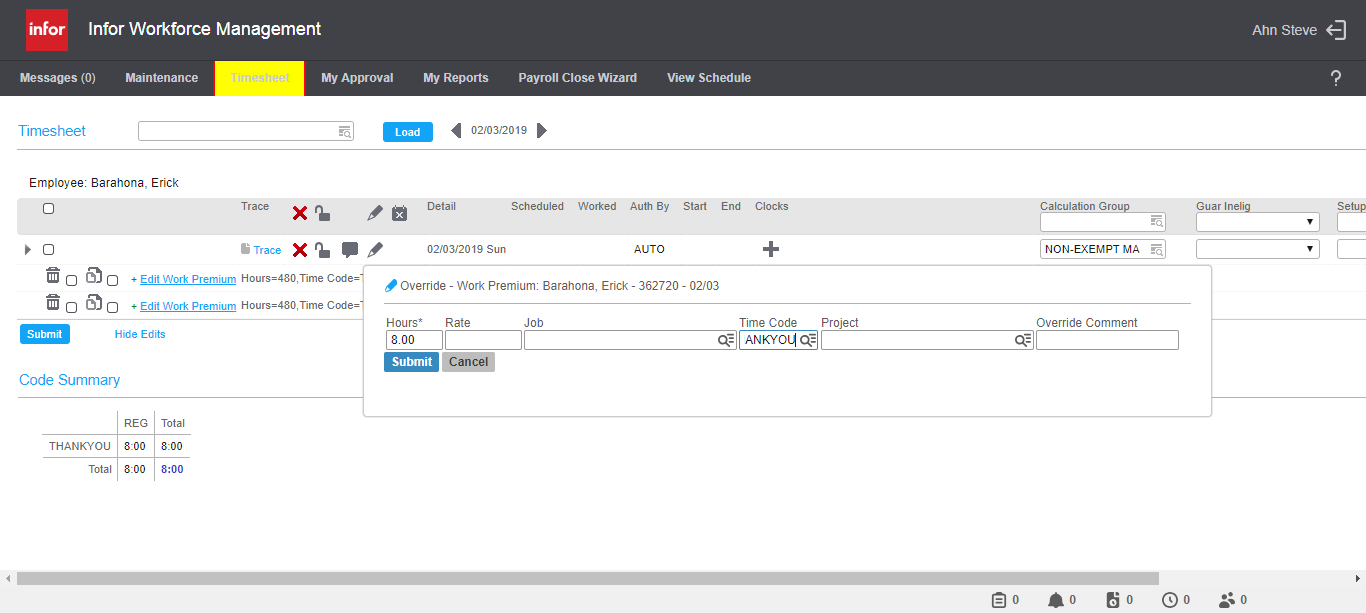 infor Infor Workforce Management Ahn Steve
Messages (0) Maintenance Timesheet My Approval My Reports Payroll Close Wizard View Schedule ?
Timesheet Load 02/03/2019
Employee: Barahona, Erick
Trace Detail Scheduled Worked Auth By Start End Clocks Calculation Group Guar Inelig Setup
Trace 02/03/2019 Sun AUTO NON-EXEMPT MA
+ Edit Work Premium Hours=480,Time Code=T
+ Edit Work Premium Hours=480,Time Code=T
Override - Work Premium: Barahona, Erick - 362720 - 02/03
Hours* Rate Job Time Code Project Override Comment
8.00 ANKYOU
Submit Cancel
Submit Hide Edits
Code Summary
REG Total
THANKYOU 8:00 8:00
Total 8:00 8:00
0 0 0 0 0